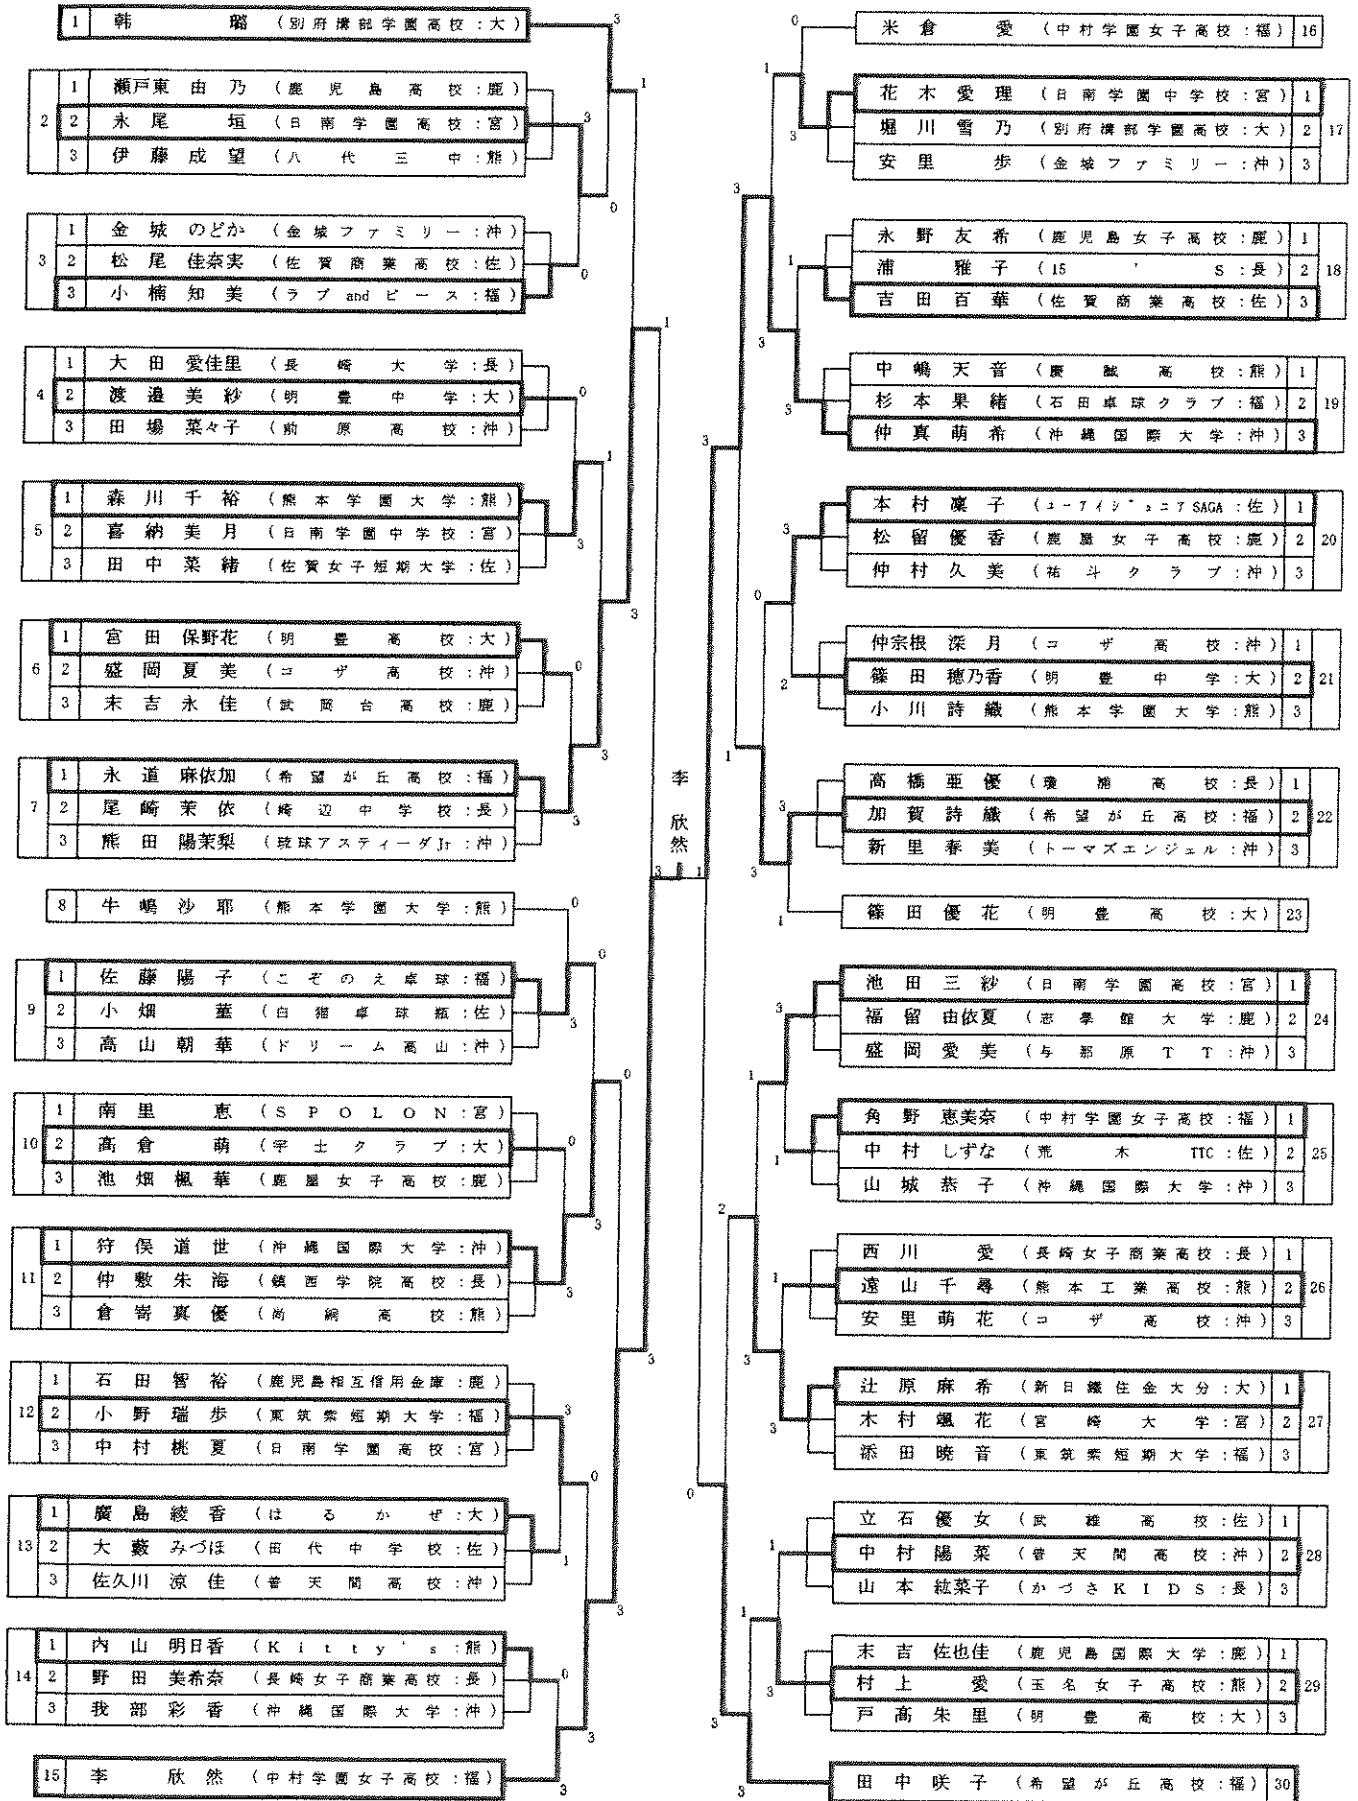 1 韓 璐 (別府溝部学園高校:大)
2
1 瀬戸東 由乃 (鹿児島高校:鹿)
2 永尾 垣 (日南学園高校:宮)
3 伊藤成望 (八代三中:熊)
3
1 金城 のどか (金城ファミリー:沖)
2 松尾 佳奈実 (佐賀商業高校:佐)
3 小楠知美 (ラブandピース:福)
4
1 大田 愛佳里 (長崎大学:長)
2 渡邉美紗 (明豊中学:大)
3 田場菜々子 (前原高校:沖)
5
1 森川千裕 (熊本学園大学:熊)
2 喜納美月 (日南学園中学校:宮)
3 田中菜緒 (佐賀女子短期大学:佐)
6
1 宮田 保野花 (明豊高校:大)
2 盛岡夏美 (コザ高校:沖)
3 末吉永佳 (武岡台高校:鹿)
7
1 永道麻依加 (希望が丘高校:福)
2 尾崎茉依 (崎辺中学校:長)
3 熊田陽茉梨 (琉球アスティーダJr:沖)
8 牛嶋沙耶 (熊本学園大学:熊)
9
1 佐藤陽子 (こぞのえ卓球:福)
2 小畑 菫 (白猫卓球瓶:佐)
3 高山朝華 (ドリーム高山:沖)
10
1 南里 恵 (SPOLON:宮)
2 高倉 萌 (宇土クラブ:大)
3 池畑楓華 (鹿屋女子高校:鹿)
11
1 狩俣道世 (沖縄国際大学:沖)
2 仲敷朱海 (鎮西学院高校:長)
3 倉嵜真優 (尚絅高校:熊)
12
1 石田智裕 (鹿児島相互信用金庫:鹿)
2 小野瑞歩 (東筑紫短期大学:福)
3 中村桃夏 (日南学園高校:宮)
13
1 廣島綾香 (はるかぜ:大)
2 大藪みづほ (田代中学校:佐)
3 佐久川涼佳 (普天間高校:沖)
14
1 内山明日香 (Kitty's:熊)
2 野田美希奈 (長崎女子商業高校:長)
3 我部彩香 (沖縄国際大学:沖)
15 李 欣然 (中村学園女子高校:福)
李欣然
3 1
米倉 愛 (中村学園女子高校:福) 16
花木愛理 (日南学園中学校:宮) 1
堀川雪乃 (別府溝部学園高校:大) 2
安里 歩 (金城ファミリー:沖) 3
17
永野友希 (鹿児島女子高校:鹿) 1
浦 雅子 (15'S:長) 2
吉田百華 (佐賀商業高校:佐) 3
18
中嶋天音 (慶誠高校:熊) 1
杉本果緒 (石田卓球クラブ:福) 2
仲真萌希 (沖縄国際大学:沖) 3
19
本村凜子 (ユーアイジュニアSAGA:佐) 1
松留優香 (鹿屋女子高校:鹿) 2
仲村久美 (祐斗クラブ:沖) 3
20
仲宗根深月 (コザ高校:沖) 1
篠田穂乃香 (明豊中学:大) 2
小川詩織 (熊本学園大学:熊) 3
21
高橋亜優 (瓊浦高校:長) 1
加賀詩織 (希望が丘高校:福) 2
新里春美 (トーマズエンジェル:沖) 3
22
篠田優花 (明豊高校:大) 23
池田三紗 (日南学園高校:宮) 1
福留由依夏 (志學館大学:鹿) 2
盛岡愛美 (与那原TT:沖) 3
24
角野恵美奈 (中村学園女子高校:福) 1
中村しずな (荒木TTC:佐) 2
山城恭子 (沖縄国際大学:沖) 3
25
西川 愛 (長崎女子商業高校:長) 1
遠山千尋 (熊本工業高校:熊) 2
安里萌花 (コザ高校:沖) 3
26
辻原麻希 (新日鐵住金大分:大) 1
木村颯花 (宮崎大学:宮) 2
添田暁音 (東筑紫短期大学:福) 3
27
立石優女 (武雄高校:佐) 1
中村陽菜 (普天間高校:沖) 2
山本紘菜子 (かづさKIDS:長) 3
28
末吉佐也佳 (鹿児島国際大学:鹿) 1
村上 愛 (玉名女子高校:熊) 2
戸髙朱里 (明豊高校:大) 3
29
田中咲子 (希望が丘高校:福) 30